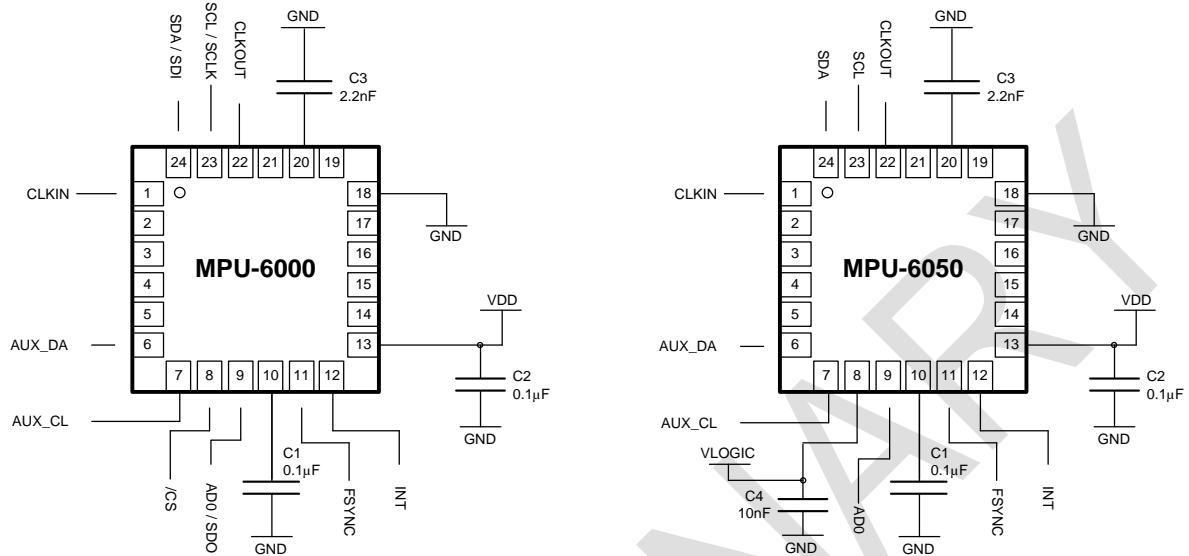 GND
SDA / SDI
SCL / SCLK
CLKOUT
C3
2.2nF
24 23 22 21 20 19
CLKIN
1
2
3
4
5
6
18
17
16
15
14
13
MPU-6000
GND
VDD
AUX_DA
C2
0.1µF
GND
7 8 9 10 11 12
AUX_CL
/CS
AD0 / SDO
C1
0.1µF
GND
FSYNC
INT
GND
SDA
SCL
CLKOUT
C3
2.2nF
24 23 22 21 20 19
CLKIN
1
2
3
4
5
6
18
17
16
15
14
13
MPU-6050
GND
VDD
AUX_DA
C2
0.1µF
GND
7 8 9 10 11 12
AUX_CL
VLOGIC
C4
10nF
GND
AD0
C1
0.1µF
GND
FSYNC
INT
NARY